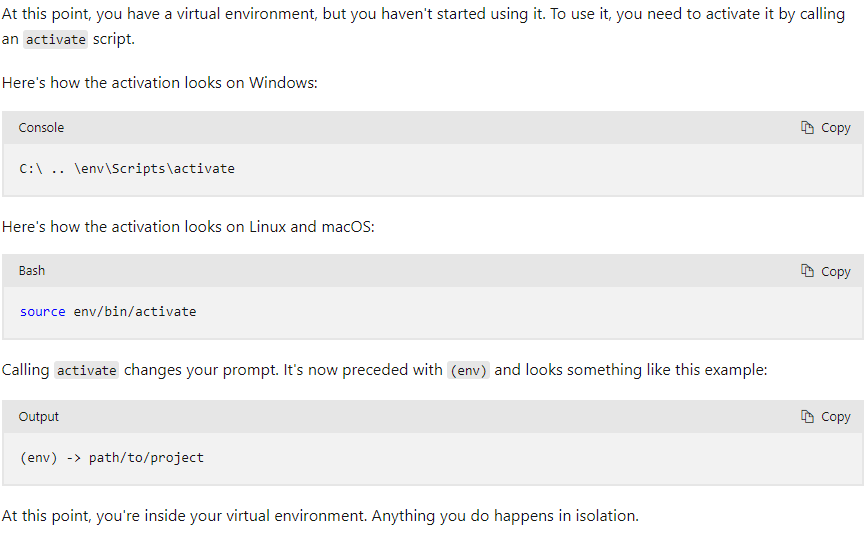 At this point, you have a virtual environment, but you haven't started using it. To use it, you need to activate it by calling
an activate script.
Here's how the activation looks on Windows:
Console Copy
C:\ .. \env\Scripts\activate
Here's how the activation looks on Linux and macOS:
Bash Copy
source env/bin/activate
Calling activate changes your prompt. It's now preceded with (env) and looks something like this example:
Output Copy
(env) -> path/to/project
At this point, you're inside your virtual environment. Anything you do happens in isolation.